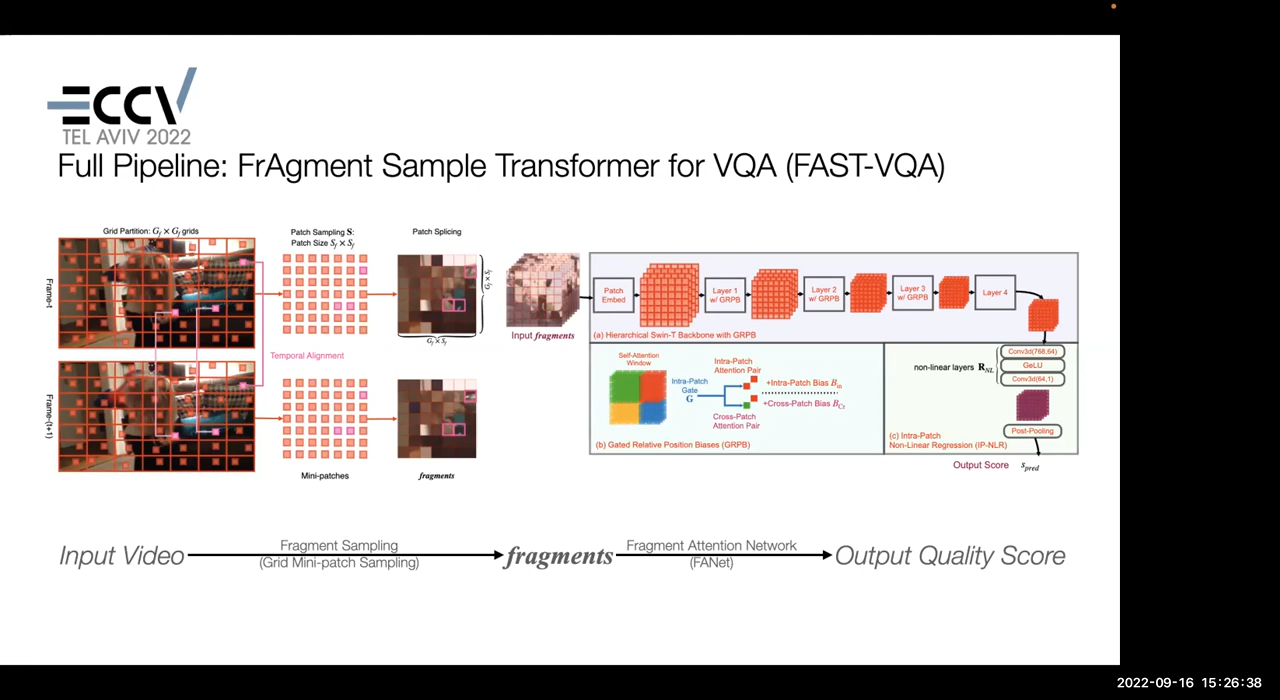 ECCV
TEL AVIV 2022
Full Pipeline: FrAgment Sample Transformer for VQA (FAST-VQA)
Grid Partition: G_f × G_f grids
Patch Sampling S:
Patch Size S_f × S_f
Patch Splicing
Frame-t
G_f × S_f
G_f × S_f
Input fragments
Temporal Alignment
Frame-(t+1)
Mini-patches
fragments
Patch
Embed
Layer 1
w/ GRPB
Layer 2
w/ GRPB
Layer 3
w/ GRPB
Layer 4
(a) Hierarchical Swin-T Backbone with GRPB
Self-Attention
Window
Intra-Patch
Gate
G
Intra-Patch
Attention Pair
+Intra-Patch Bias B_in
+Cross-Patch Bias B_Cr
Cross-Patch
Attention Pair
(b) Gated Relative Position Biases (GRPB)
non-linear layers R_NL
Conv3d(768,64)
GeLU
Conv3d(64,1)
Post-Pooling
(c) Intra-Patch
Non-Linear Regression (IP-NLR)
Output Score s_pred
Input Video
Fragment Sampling
(Grid Mini-patch Sampling)
fragments
Fragment Attention Network
(FANet)
Output Quality Score
2022-09-16 15:26:38